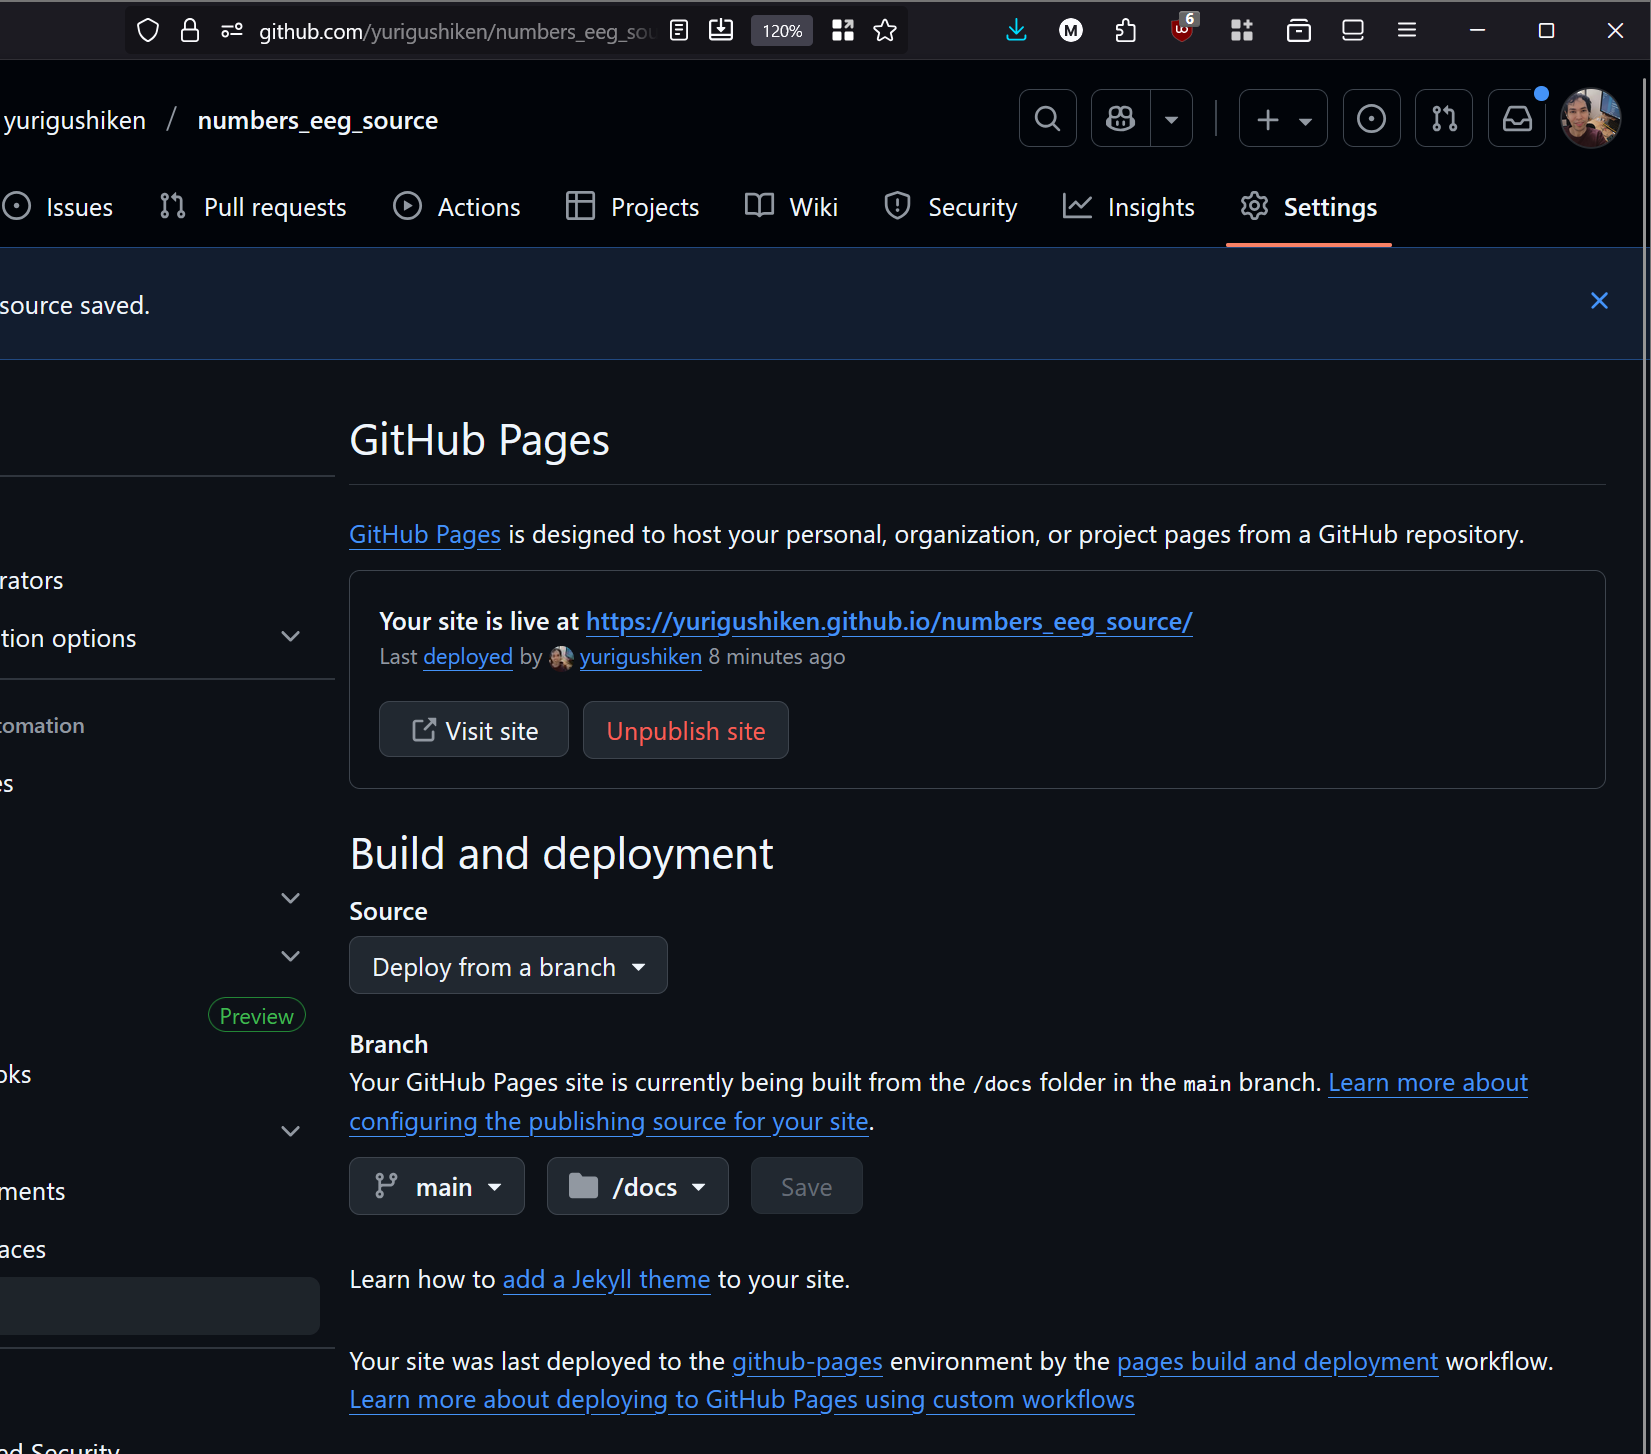 github.com/yurigushiken/numbers_eeg_sou
120%
6
M
yurigushiken / numbers_eeg_source
Issues
Pull requests
Actions
Projects
Wiki
Security
Insights
Settings
source saved.
GitHub Pages
GitHub Pages is designed to host your personal, organization, or project pages from a GitHub repository.
rators
tion options
tomation
es
Preview
oks
ments
aces
ed Security
Your site is live at https://yurigushiken.github.io/numbers_eeg_source/
Last deployed by yurigushiken 8 minutes ago
Visit site
Unpublish site
Build and deployment
Source
Deploy from a branch
Branch
Your GitHub Pages site is currently being built from the /docs folder in the main branch. Learn more about
configuring the publishing source for your site.
main
/docs
Save
Learn how to add a Jekyll theme to your site.
Your site was last deployed to the github-pages environment by the pages build and deployment workflow.
Learn more about deploying to GitHub Pages using custom workflows